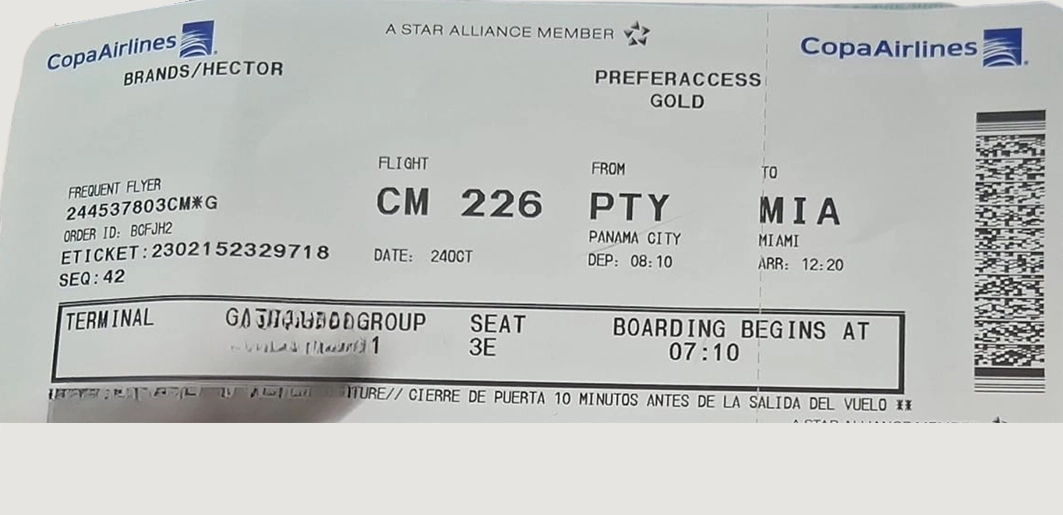 CopaAirlines
A STAR ALLIANCE MEMBER
CopaAirlines
BRANDS/HECTOR
PREFERACCESS
GOLD
FREQUENT FLYER
244537803CM*G
ORDER ID: BCFJH2
ETICKET:2302152329718
SEQ:42
FLIGHT
CM 226
DATE: 24OCT
FROM
PTY
PANAMA CITY
DEP: 08:10
TO
MIA
MIAMI
ARR: 12:20
TERMINAL
GROUP
1
SEAT
3E
BOARDING BEGINS AT
07:10
CIERRE DE PUERTA 10 MINUTOS ANTES DE LA SALIDA DEL VUELO **